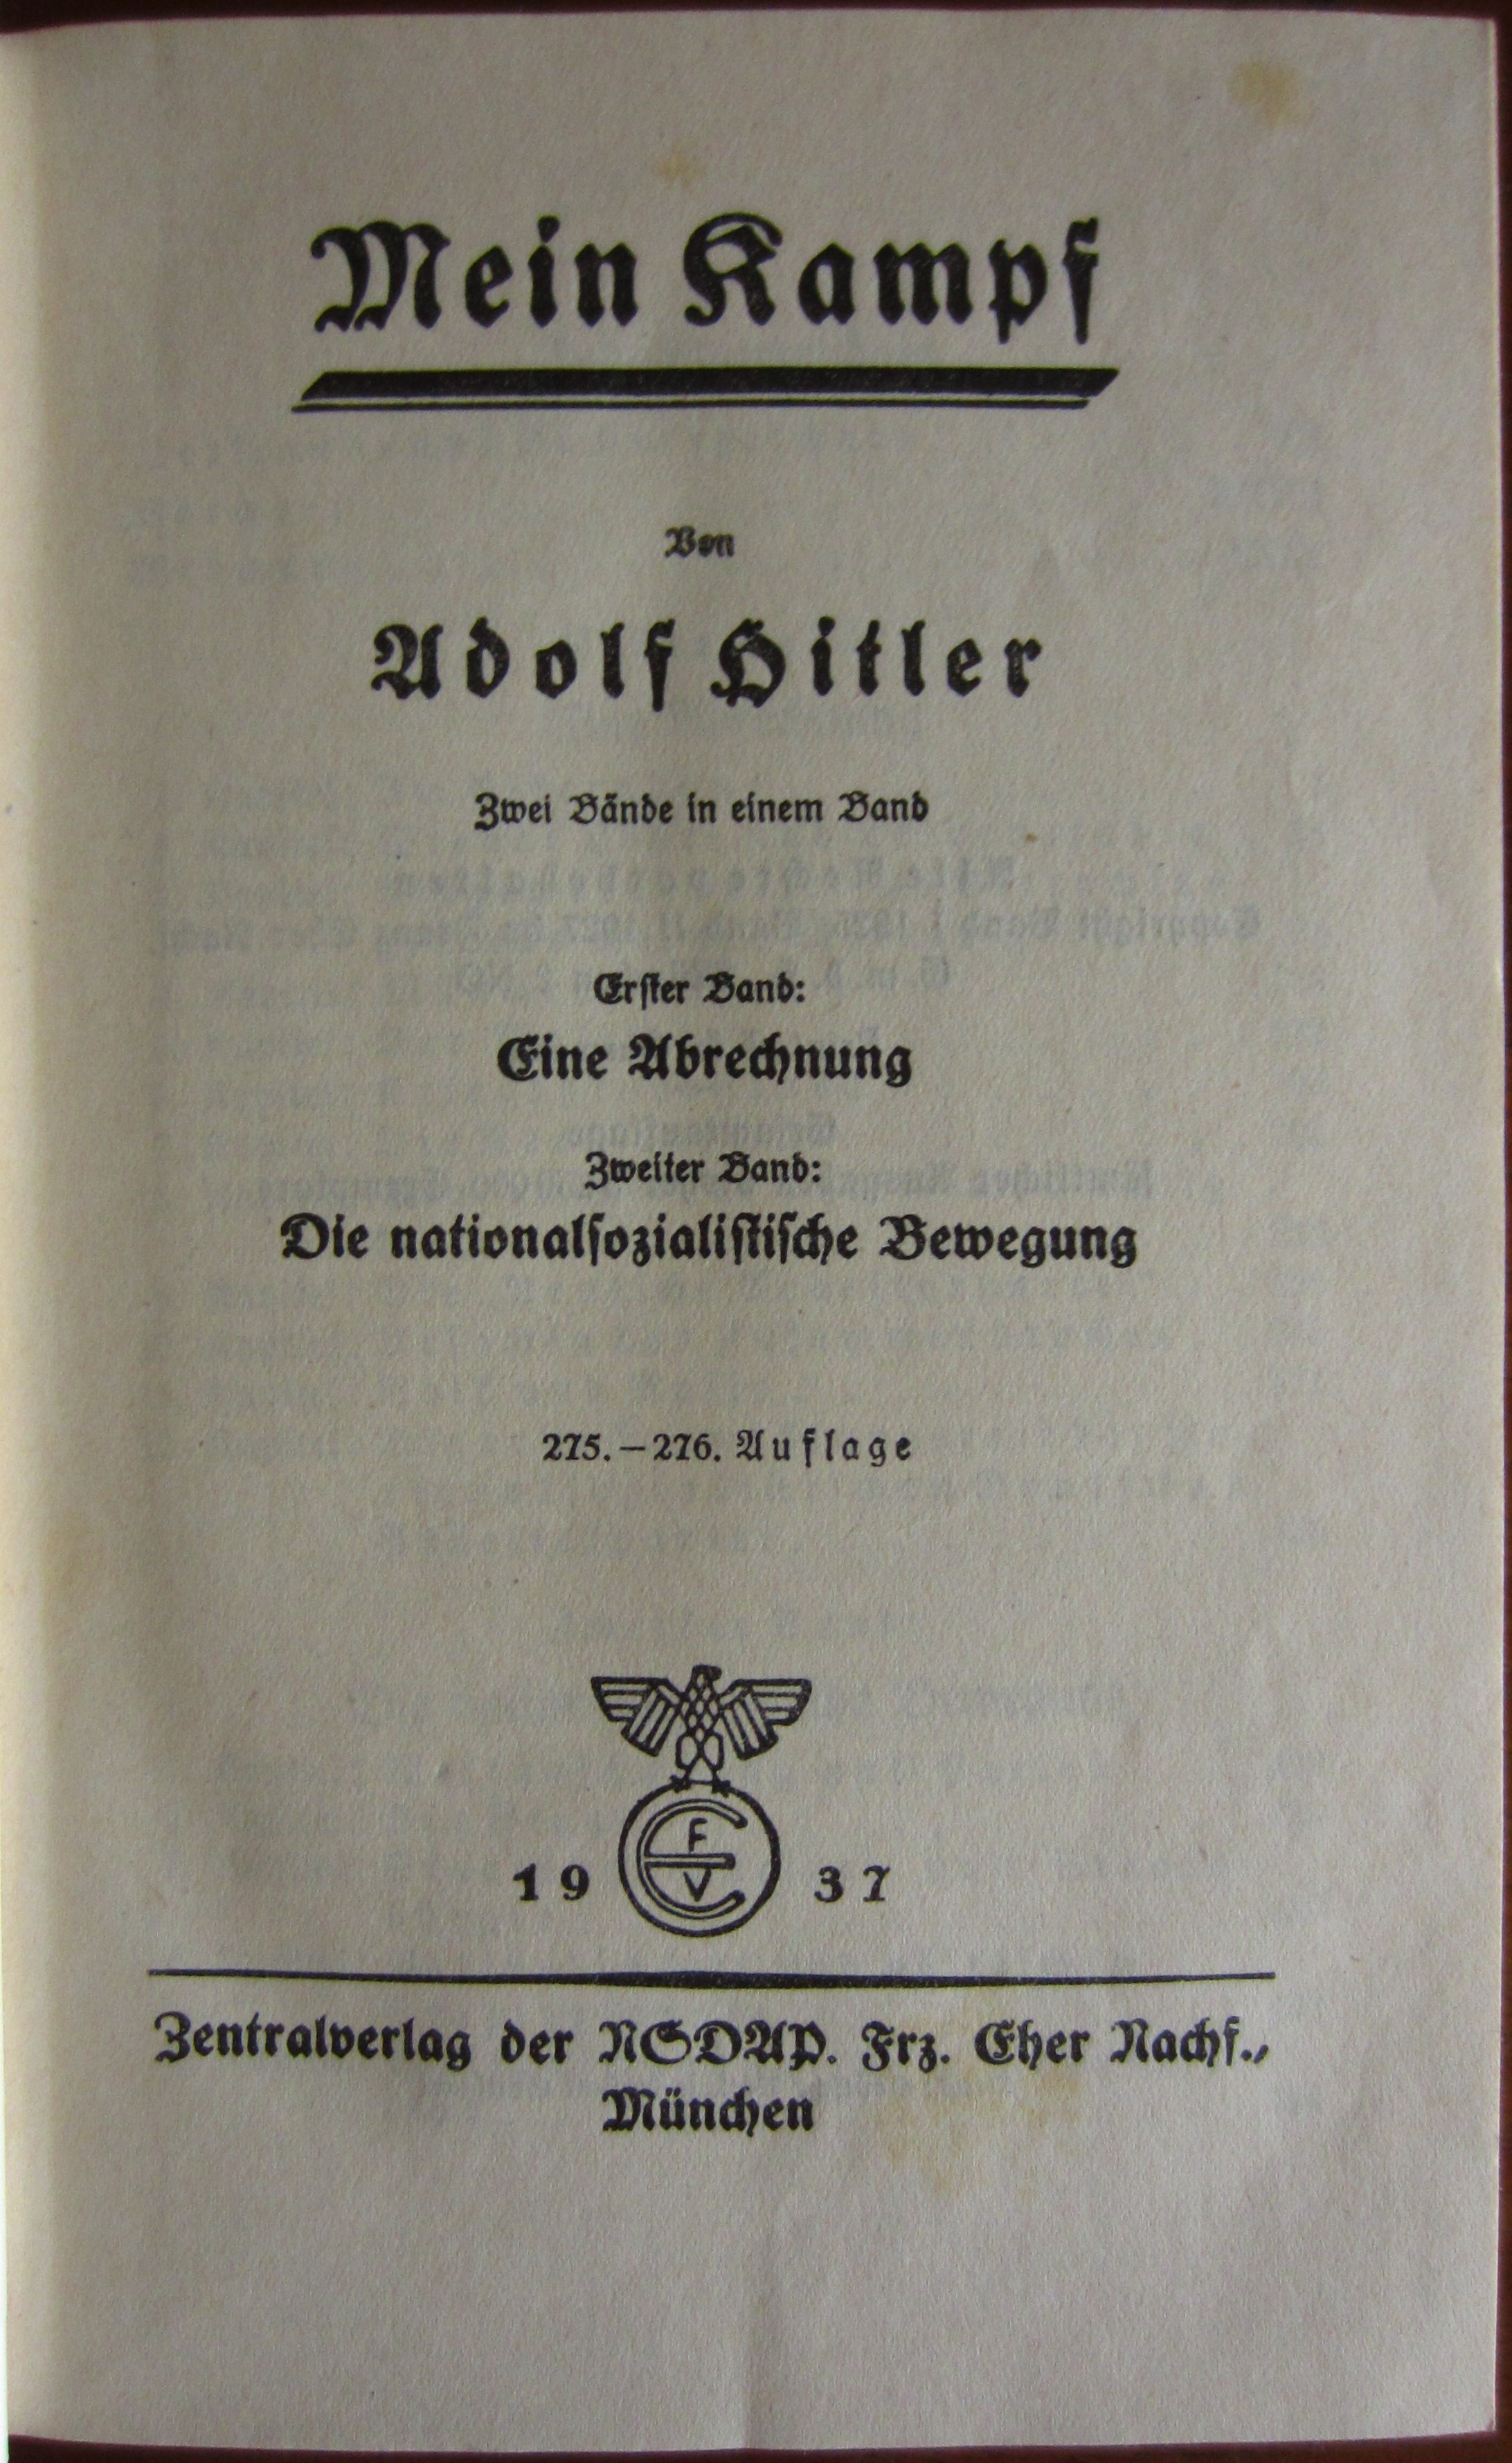 Mein Kampf
Von
Adolf Hitler
Zwei Bände in einem Band
Erster Band:
Eine Abrechnung
Zweiter Band:
Die nationalsozialistische Bewegung
275.–276. Auflage
F
E
V
19 37
Zentralverlag der NSDAP. Frz. Eher Nachf.,
München